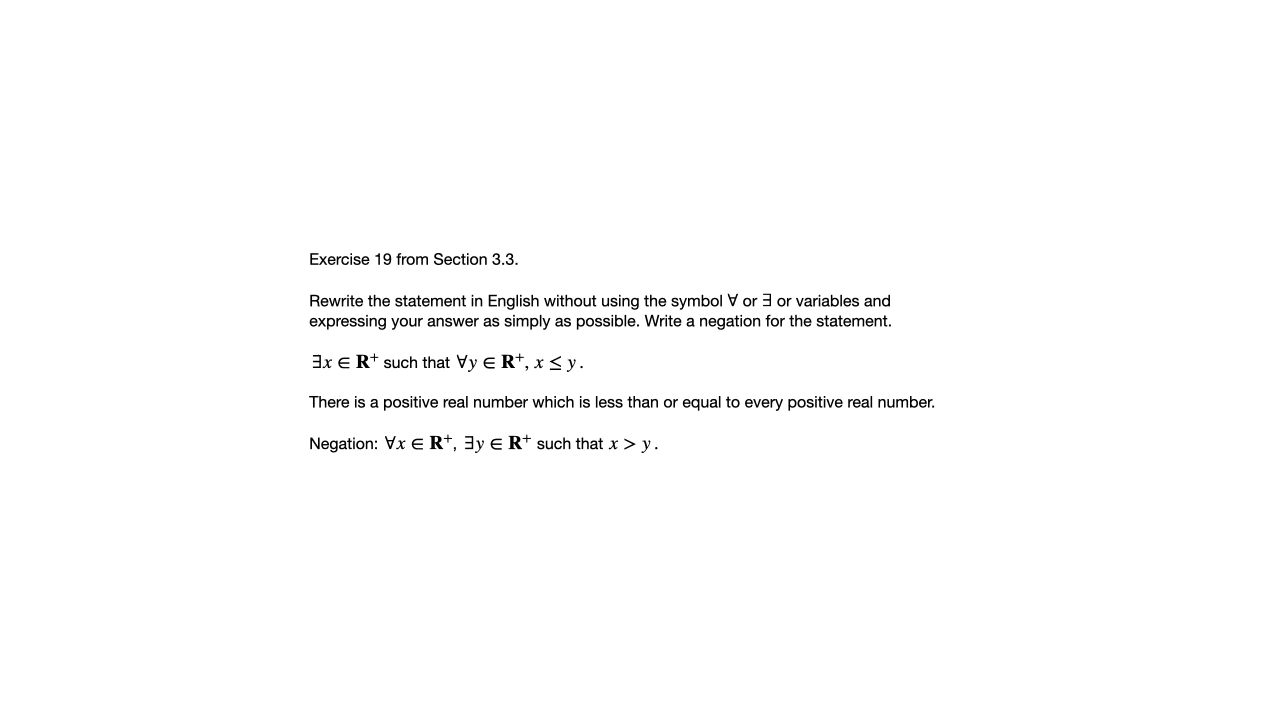 Exercise 19 from Section 3.3.
Rewrite the statement in English without using the symbol ∀ or ∃ or variables and
expressing your answer as simply as possible. Write a negation for the statement.
∃x ∈ R⁺ such that ∀y ∈ R⁺, x ≤ y.
There is a positive real number which is less than or equal to every positive real number.
Negation: ∀x ∈ R⁺, ∃y ∈ R⁺ such that x > y.